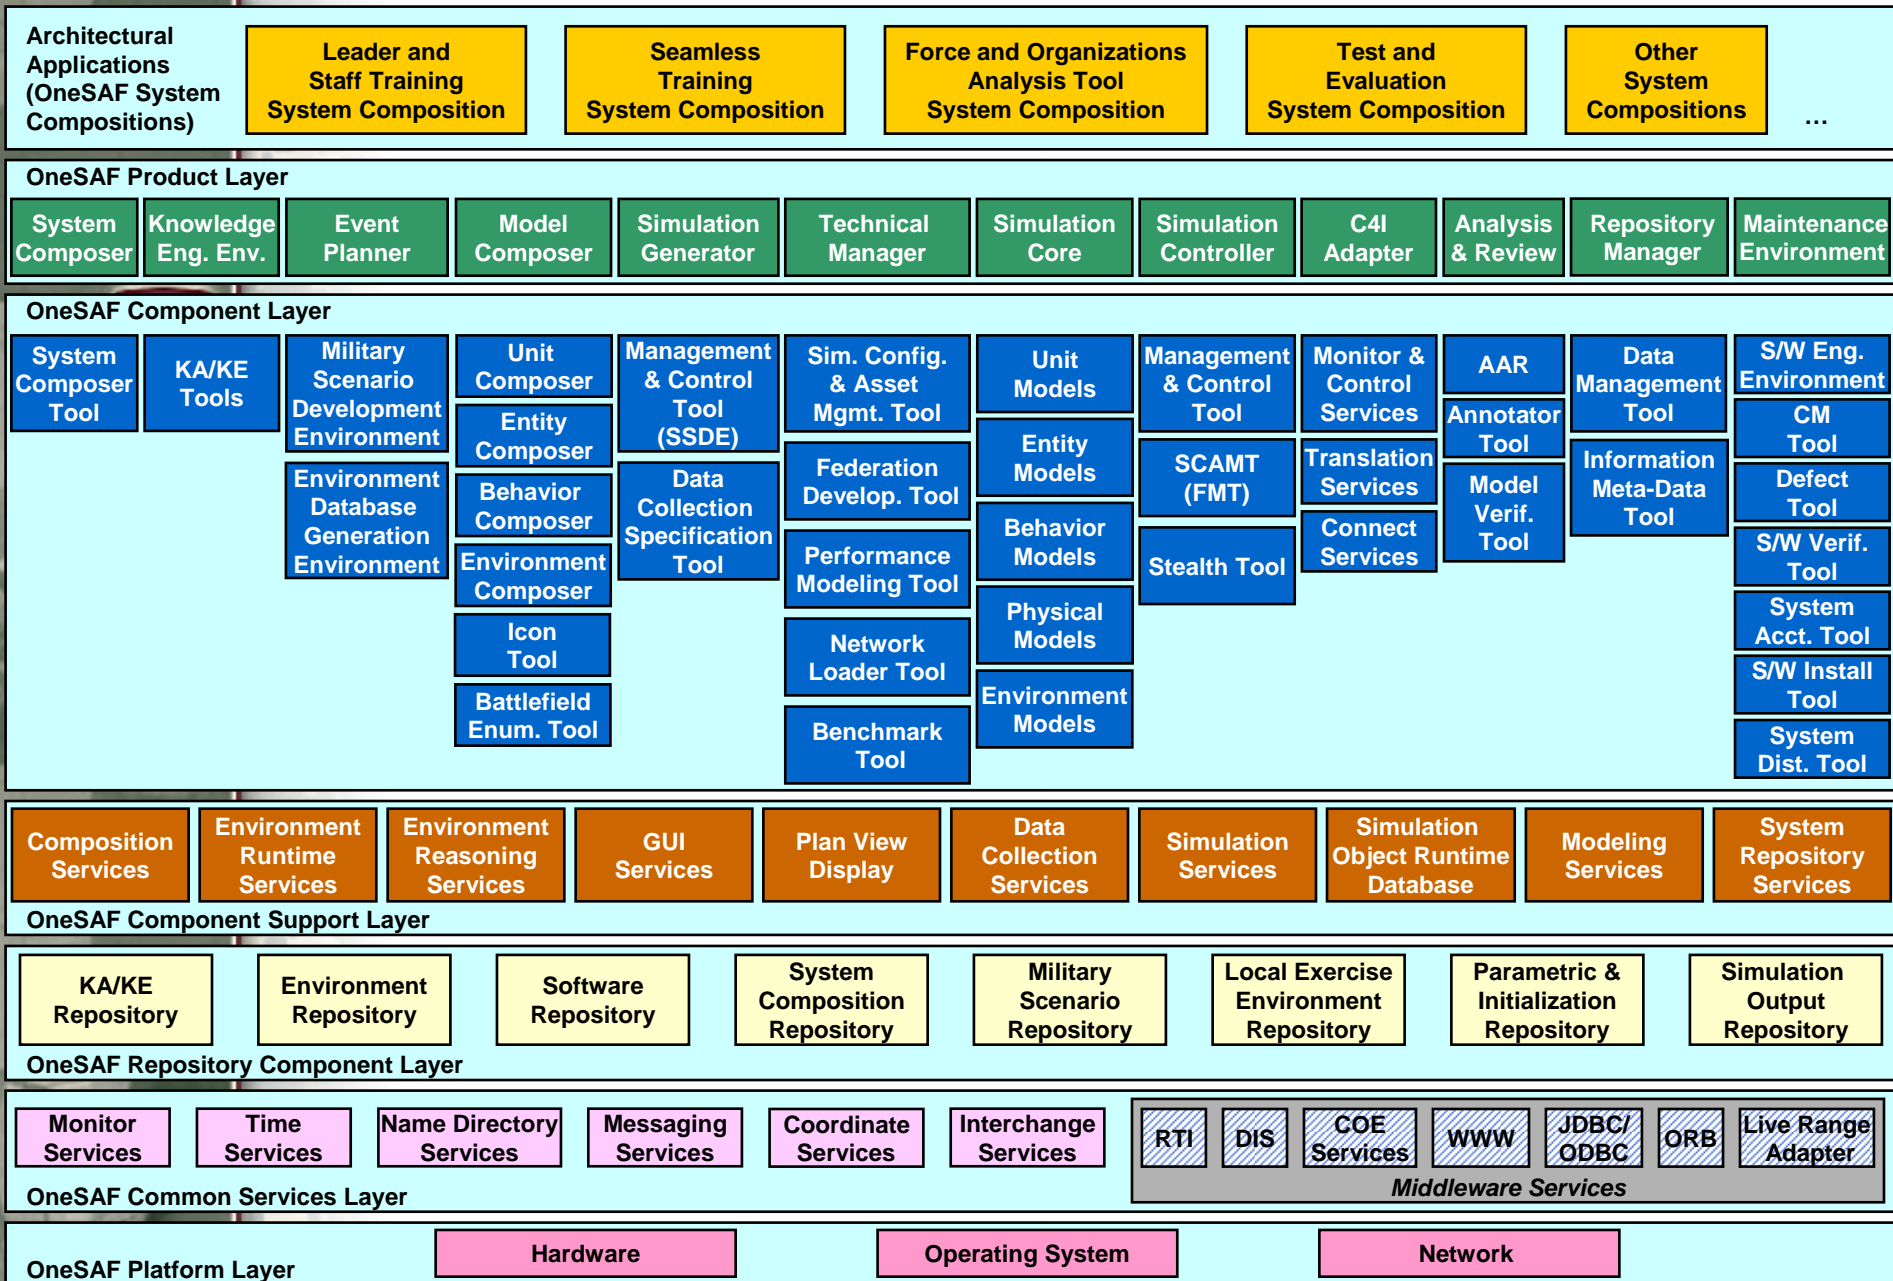 Architectural
Applications
(OneSAF System
Compositions)
Leader and
Staff Training
System Composition
Seamless
Training
System Composition
Force and Organizations
Analysis Tool
System Composition
Test and
Evaluation
System Composition
Other
System
Compositions
...
OneSAF Product Layer
System
Composer
Knowledge
Eng. Env.
Event
Planner
Model
Composer
Simulation
Generator
Technical
Manager
Simulation
Core
Simulation
Controller
C4I
Adapter
Analysis
& Review
Repository
Manager
Maintenance
Environment
OneSAF Component Layer
System
Composer
Tool
KA/KE
Tools
Military
Scenario
Development
Environment
Environment
Database
Generation
Environment
Unit
Composer
Entity
Composer
Behavior
Composer
Environment
Composer
Icon
Tool
Battlefield
Enum. Tool
Management
& Control
Tool
(SSDE)
Data
Collection
Specification
Tool
Sim. Config.
& Asset
Mgmt. Tool
Federation
Develop. Tool
Performance
Modeling Tool
Network
Loader Tool
Benchmark
Tool
Unit
Models
Entity
Models
Behavior
Models
Physical
Models
Environment
Models
Management
& Control
Tool
SCAMT
(FMT)
Stealth Tool
Monitor &
Control
Services
Translation
Services
Connect
Services
AAR
Annotator
Tool
Model
Verif.
Tool
Data
Management
Tool
Information
Meta-Data
Tool
S/W Eng.
Environment
CM
Tool
Defect
Tool
S/W Verif.
Tool
System
Acct. Tool
S/W Install
Tool
System
Dist. Tool
Composition
Services
Environment
Runtime
Services
Environment
Reasoning
Services
GUI
Services
Plan View
Display
Data
Collection
Services
Simulation
Services
Simulation
Object Runtime
Database
Modeling
Services
System
Repository
Services
OneSAF Component Support Layer
KA/KE
Repository
Environment
Repository
Software
Repository
System
Composition
Repository
Military
Scenario
Repository
Local Exercise
Environment
Repository
Parametric &
Initialization
Repository
Simulation
Output
Repository
OneSAF Repository Component Layer
Monitor
Services
Time
Services
Name Directory
Services
Messaging
Services
Coordinate
Services
Interchange
Services
RTI
DIS
COE
Services
WWW
JDBC/
ODBC
ORB
Live Range
Adapter
Middleware Services
OneSAF Common Services Layer
Hardware
Operating System
Network
OneSAF Platform Layer